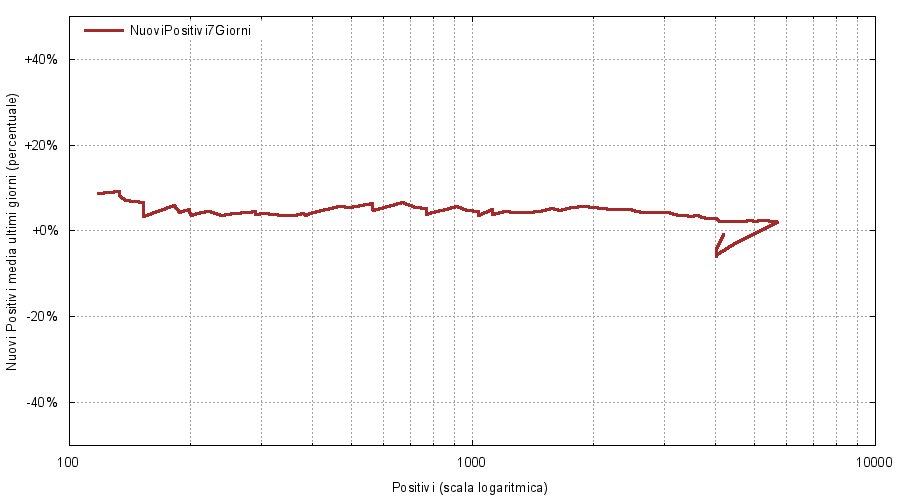 NuoviPositivi7Giorni
+40%
+20%
+0%
-20%
-40%
Nuovi Positivi media ultimi giorni (percentuale)
100
1000
10000
Positivi (scala logaritmica)